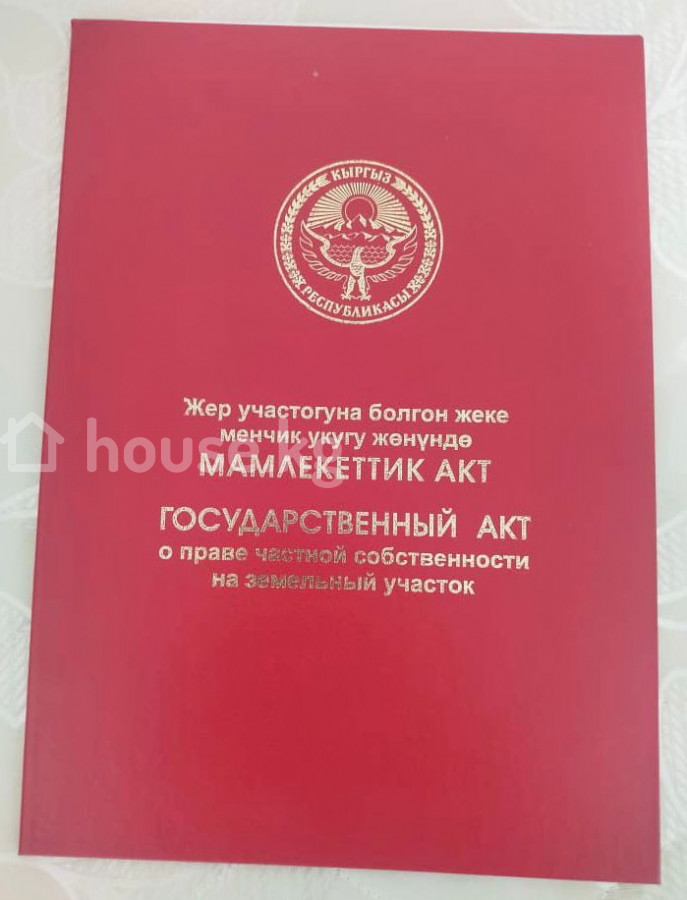 КЫРГЫЗ
РЕСПУБЛИКАСЫ
Жер участогуна болгон жеке
менчик укугу жөнүндө
МАМЛЕКЕТТИК АКТ
house.kg
ГОСУДАРСТВЕННЫЙ АКТ
о праве частной собственности
на земельный участок